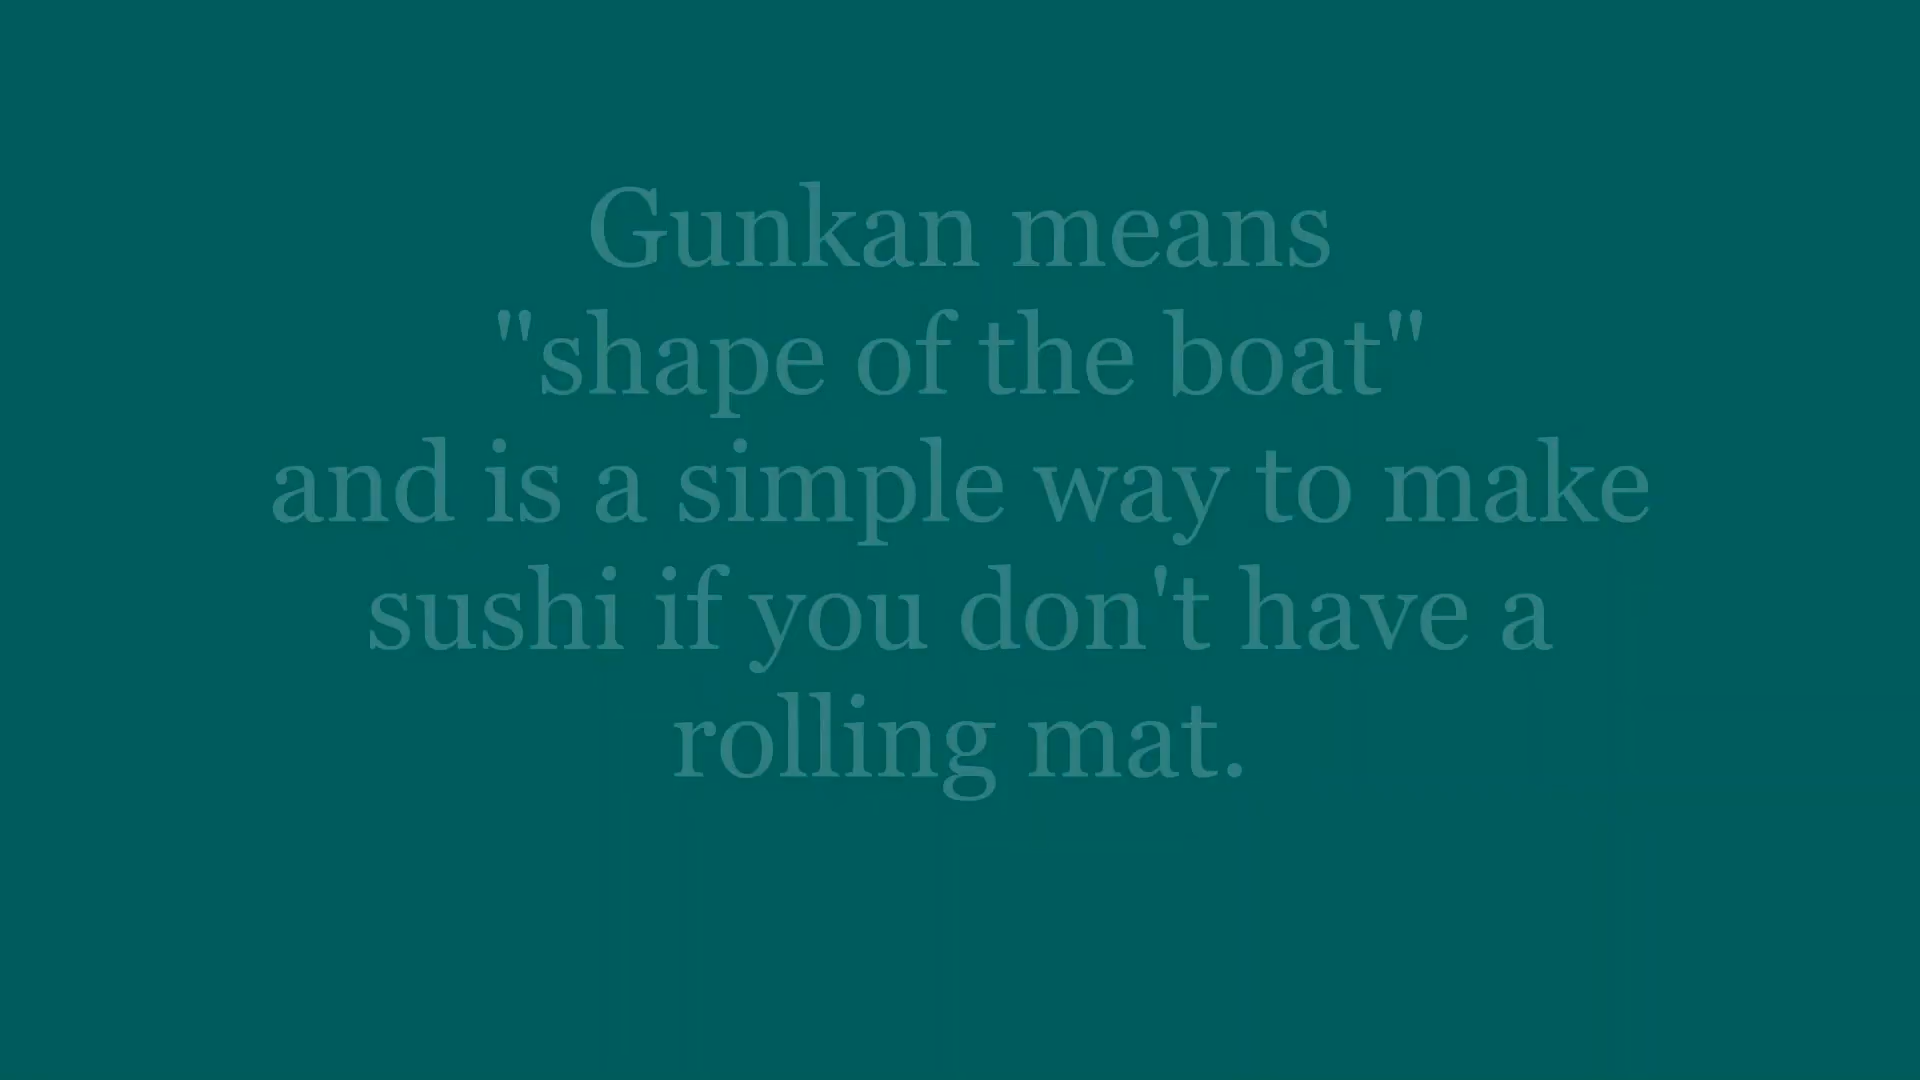 Gunkan means
"shape of the boat"
and is a simple way to make
sushi if you don't have a
rolling mat.